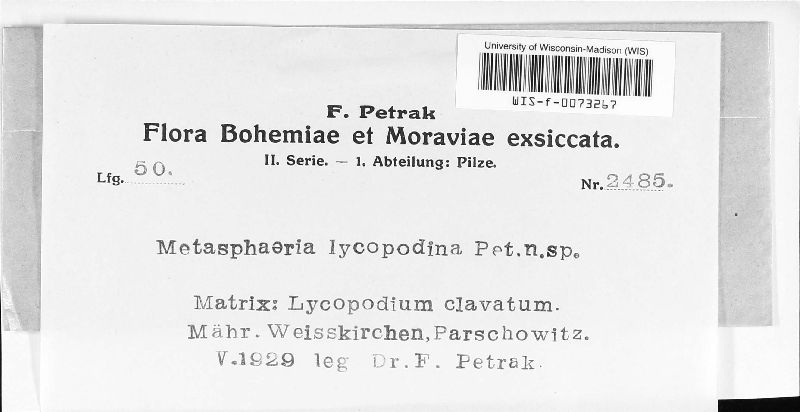 University of Wisconsin-Madison (WIS)
WIS-f-0073267
F. Petrak
Flora Bohemiae et Moraviae exsiccata.
II. Serie. — 1. Abteilung: Pilze.
Lfg. 50.
Nr. 2485.
Metasphaeria lycopodina Pet.n.sp.
Matrix: Lycopodium clavatum.
Mähr. Weisskirchen, Parschowitz.
V.1929 leg Dr.F. Petrak.